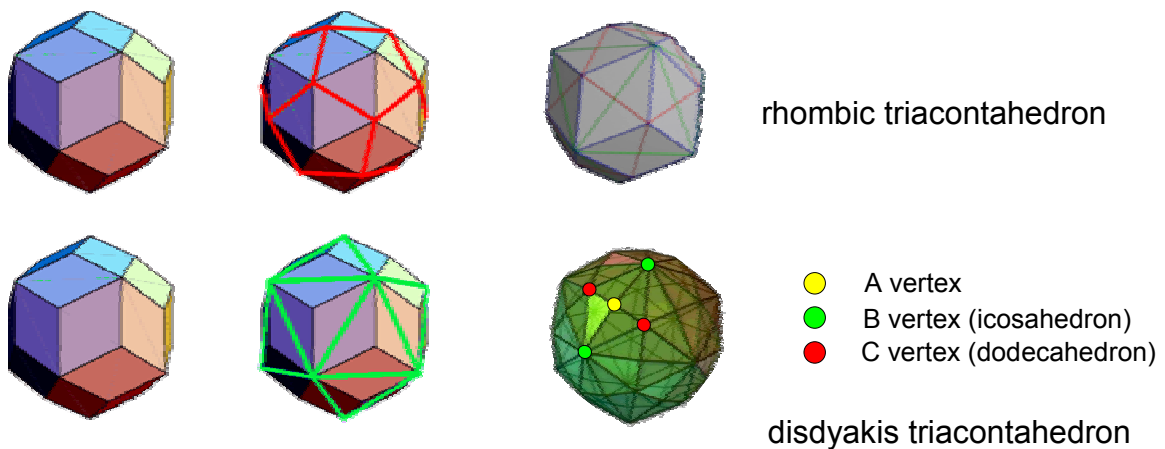 rhombic triacontahedron
A vertex
B vertex (icosahedron)
C vertex (dodecahedron)
disdyakis triacontahedron